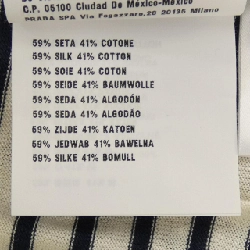 C.P. 06100 Ciudad De México-México
PRADA SPA Via Fogazzaro,28 20135 Milano
59% SETA 41% COTONE
59% SILK 41% COTTON
59% SOIE 41% COTON
59% SEIDE 41% BAUMWOLLE
59% SEDA 41% ALGODÓN
59% SEDA 41% ALGODÃO
59% ZIJDE 41% KATOEN
59% JEDWAB 41% BAWEŁNA
59% SILKE 41% BOMULL